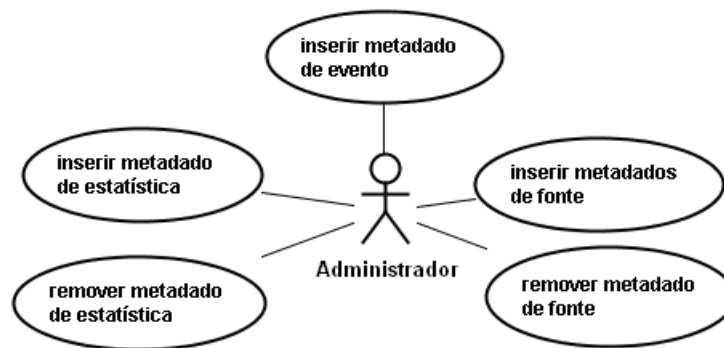 inserir metadado
de evento
inserir metadado
de estatística
inserir metadados
de fonte
Administrador
remover metadado
de estatística
remover metadado
de fonte